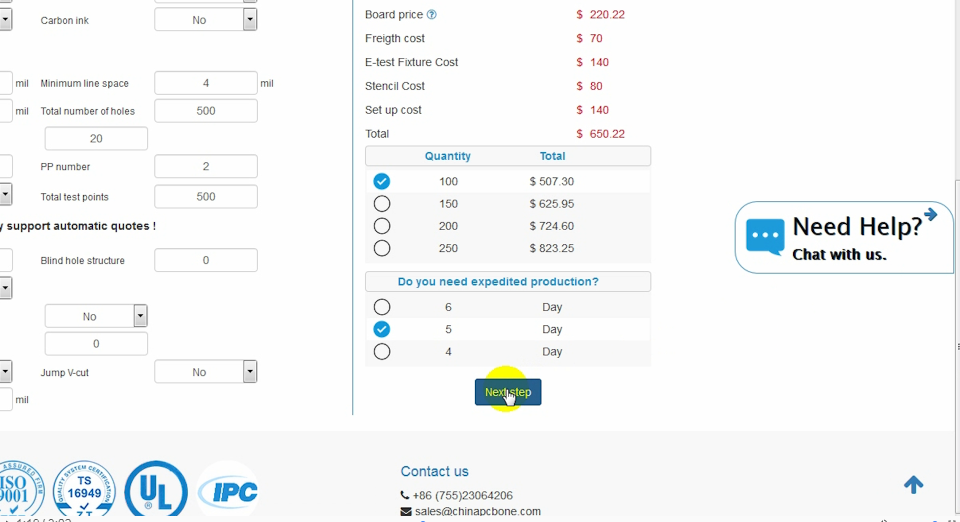 Carbon ink No
mil Minimum line space 4 mil
mil Total number of holes 500
20
PP number 2
Total test points 500
y support automatic quotes !
Blind hole structure 0
No
0
Jump V-cut No
mil
Board price ?
$ 220.22
Freigth cost $ 70
E-test Fixture Cost $ 140
Stencil Cost $ 80
Set up cost $ 140
Total $ 650.22
Quantity Total
100 $ 507.30
150 $ 625.95
200 $ 724.60
250 $ 823.25
Do you need expedited production?
6 Day
5 Day
4 Day
Next step
Need Help?
Chat with us.
ASSURED FIRM
ISO
9001
QUALITY SYSTEM CERTIFICATION
TS
16949
UL
IPC
Contact us
+86 (755)23064206
sales@chinapcbone.com